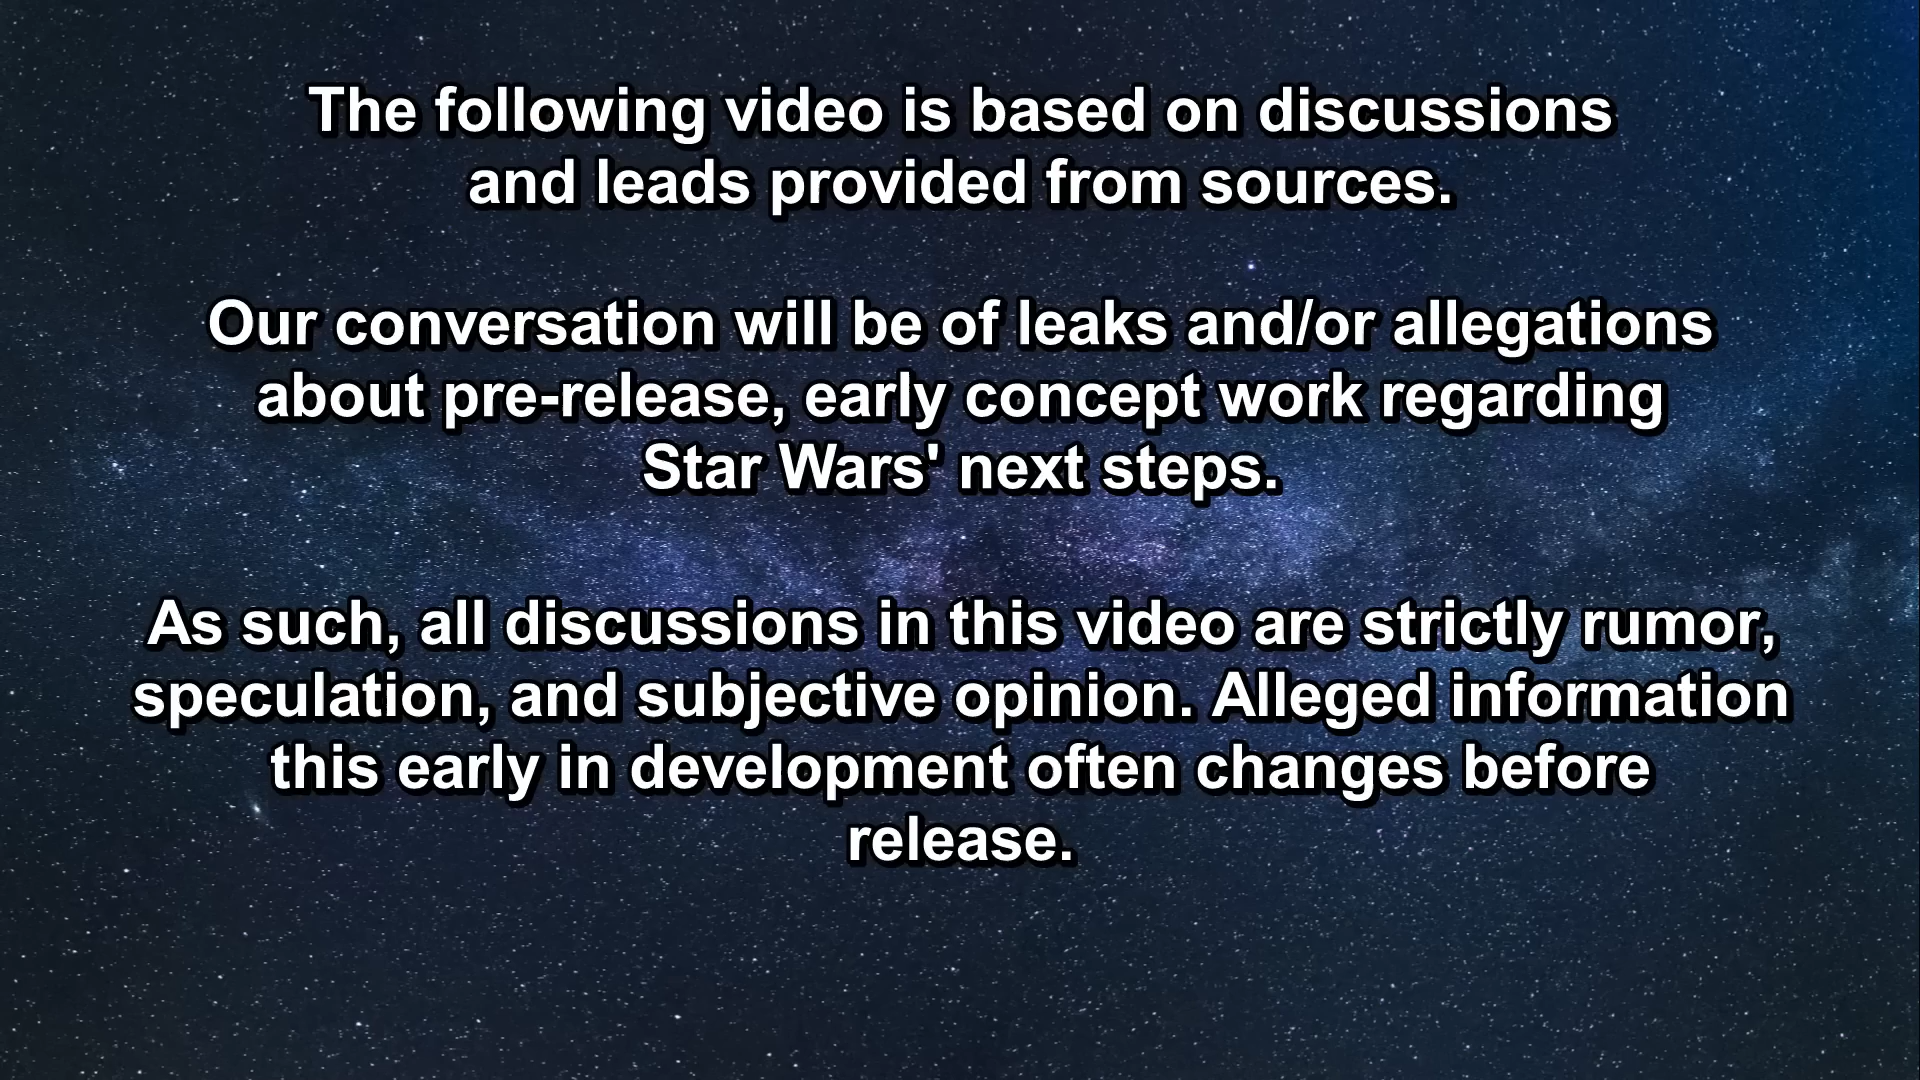 The following video is based on discussions
and leads provided from sources.
Our conversation will be of leaks and/or allegations
about pre-release, early concept work regarding
Star Wars' next steps.
As such, all discussions in this video are strictly rumor,
speculation, and subjective opinion. Alleged information
this early in development often changes before
release.